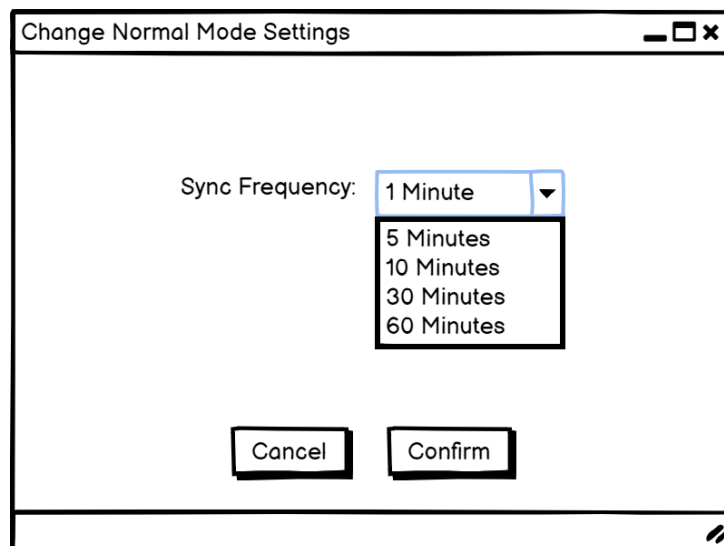 Change Normal Mode Settings
Sync Frequency: 1 Minute
5 Minutes
10 Minutes
30 Minutes
60 Minutes
Cancel Confirm